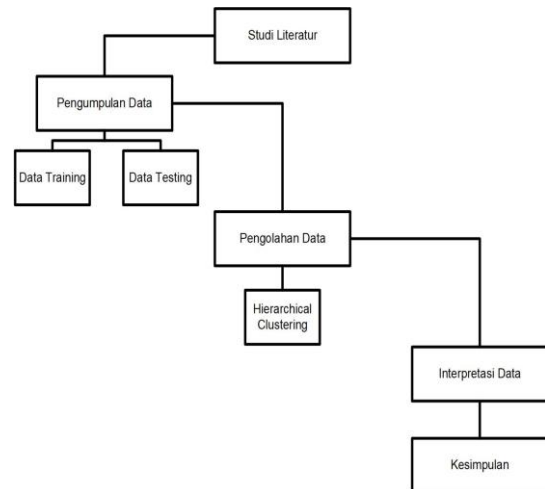 Studi Literatur
Pengumpulan Data
Data Training
Data Testing
Pengolahan Data
Hierarchical
Clustering
Interpretasi Data
Kesimpulan